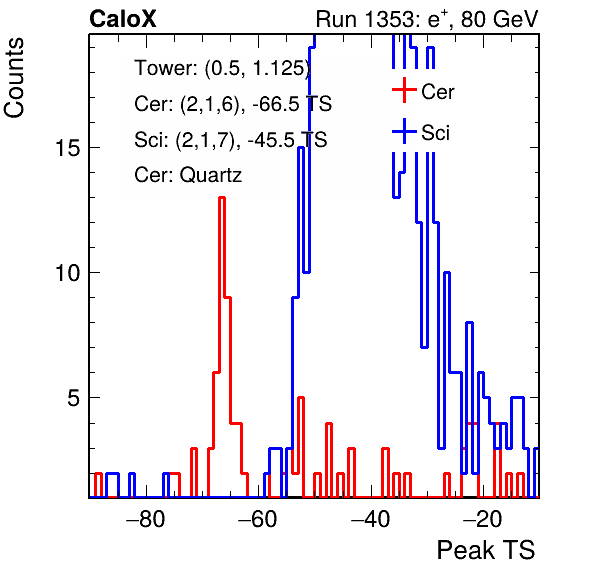 CaloX Run 1353: e+, 80 GeV
Counts
Tower: (0.5, 1.125)
Cer: (2,1,6), -66.5 TS
Sci: (2,1,7), -45.5 TS
Cer: Quartz
Cer
Sci
15
10
5
−80 −60 −40 −20
Peak TS